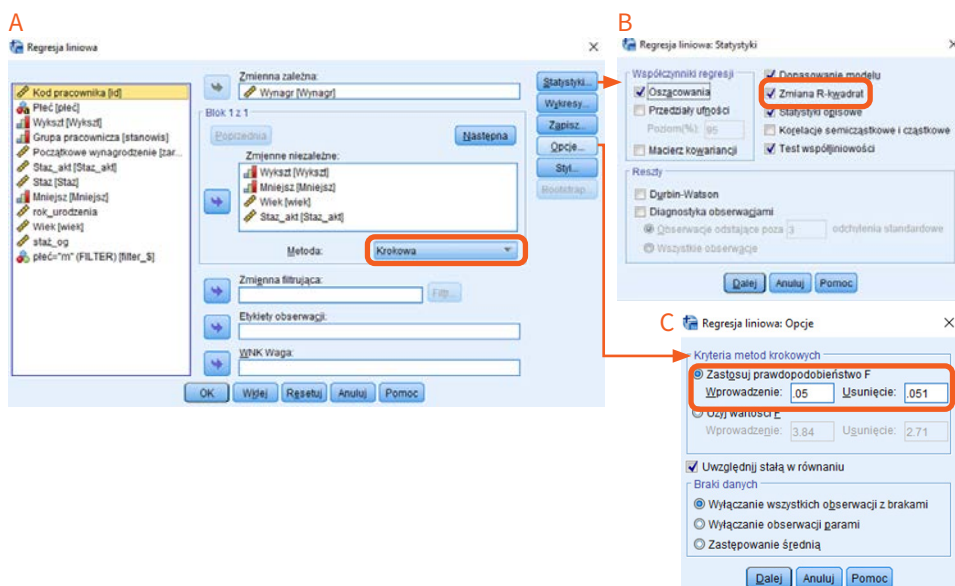 A
Regresja liniowa
Kod pracownika [id]
Płeć [płeć]
Wykszt [Wykszt]
Grupa pracownicza [stanowis]
Początkowe wynagrodzenie [zar...
Staz_akt [Staz_akt]
Staz [Staz]
Mniejsz [Mniejsz]
rok_urodzenia
Wiek [wiek]
staż_og
płeć="m" (FILTER) [filter_$]
Zmienna zależna:
Wynagr [Wynagr]
Blok 1 z 1
Poprzednia
Następna
Zmienne niezależne:
Wykszt [Wykszt]
Mniejsz [Mniejsz]
Wiek [wiek]
Staz_akt [Staz_akt]
Metoda:
Krokowa
Zmienna filtrująca:
Etykiety obserwacji:
WNK Waga:
Statystyki...
Wykresy...
Zapisz...
Opcje...
Styl...
Bootstrap...
OK
Wklej
Resetuj
Anuluj
Pomoc
B
Regresja liniowa: Statystyki
Współczynniki regresji
Oszacowania
Przedziały ufności
Poziom(%): 95
Macierz kowariancji
Dopasowanie modelu
Zmiana R-kwadrat
Statystyki opisowe
Korelacje semicząstkowe i cząstkowe
Test współliniowości
Reszty
Durbin-Watson
Diagnostyka obserwacjami
Obserwacje odstające poza 3 odchylenia standardowe
Wszystkie obserwacje
Dalej
Anuluj
Pomoc
C
Regresja liniowa: Opcje
Kryteria metod krokowych
Zastosuj prawdopodobieństwo F
Wprowadzenie: .05 Usunięcie: .051
Użyj wartości F
Wprowadzenie: 3.84 Usunięcie: 2.71
Uwzględnij stałą w równaniu
Braki danych
Wyłączanie wszystkich obserwacji z brakami
Wyłączanie obserwacji parami
Zastępowanie średnią
Dalej
Anuluj
Pomoc